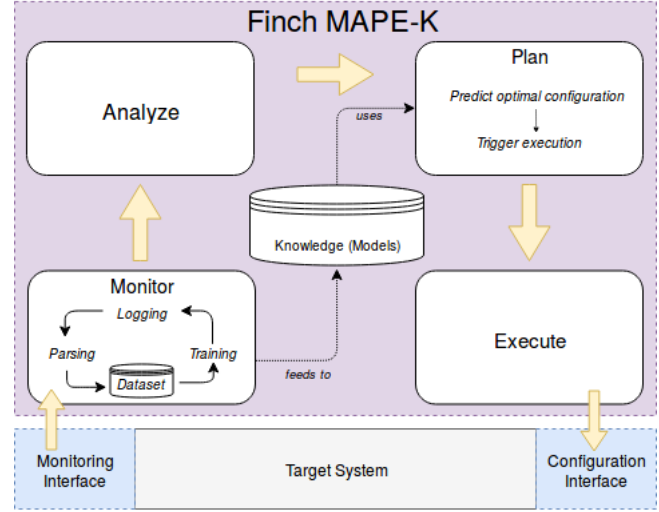 Finch MAPE-K
Analyze
Plan
Predict optimal configuration
Trigger execution
uses
Knowledge (Models)
Monitor
Logging
Parsing
Training
Dataset
feeds to
Execute
Monitoring
Interface
Target System
Configuration
Interface